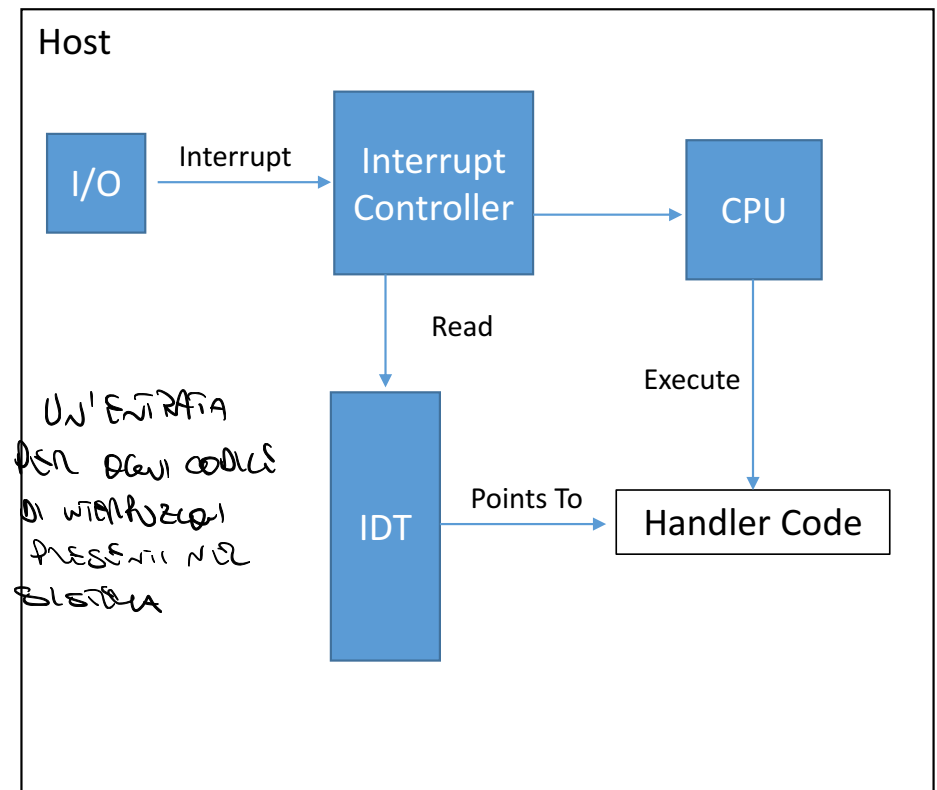 Host
I/O
Interrupt
Interrupt
Controller
CPU
Read
Execute
UN'ENTRATA
PER OGNI CODICE
DI INTERRUZIONI
PRESENTI NEL
SISTEMA
IDT
Points To
Handler Code